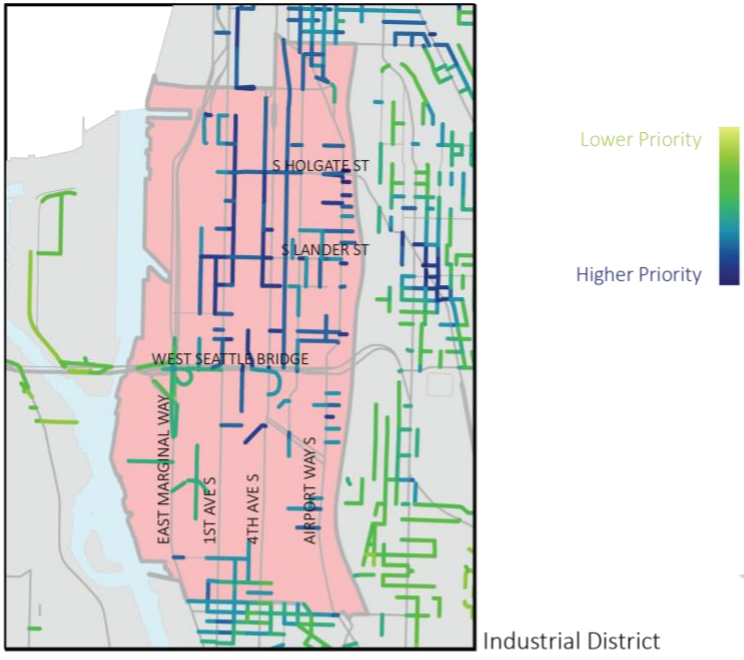 Lower Priority
S HOLGATE ST
S LANDER ST
Higher Priority
WEST SEATTLE BRIDGE
EAST MARGINAL WAY
1ST AVE S
4TH AVE S
AIRPORT WAY S
Industrial District